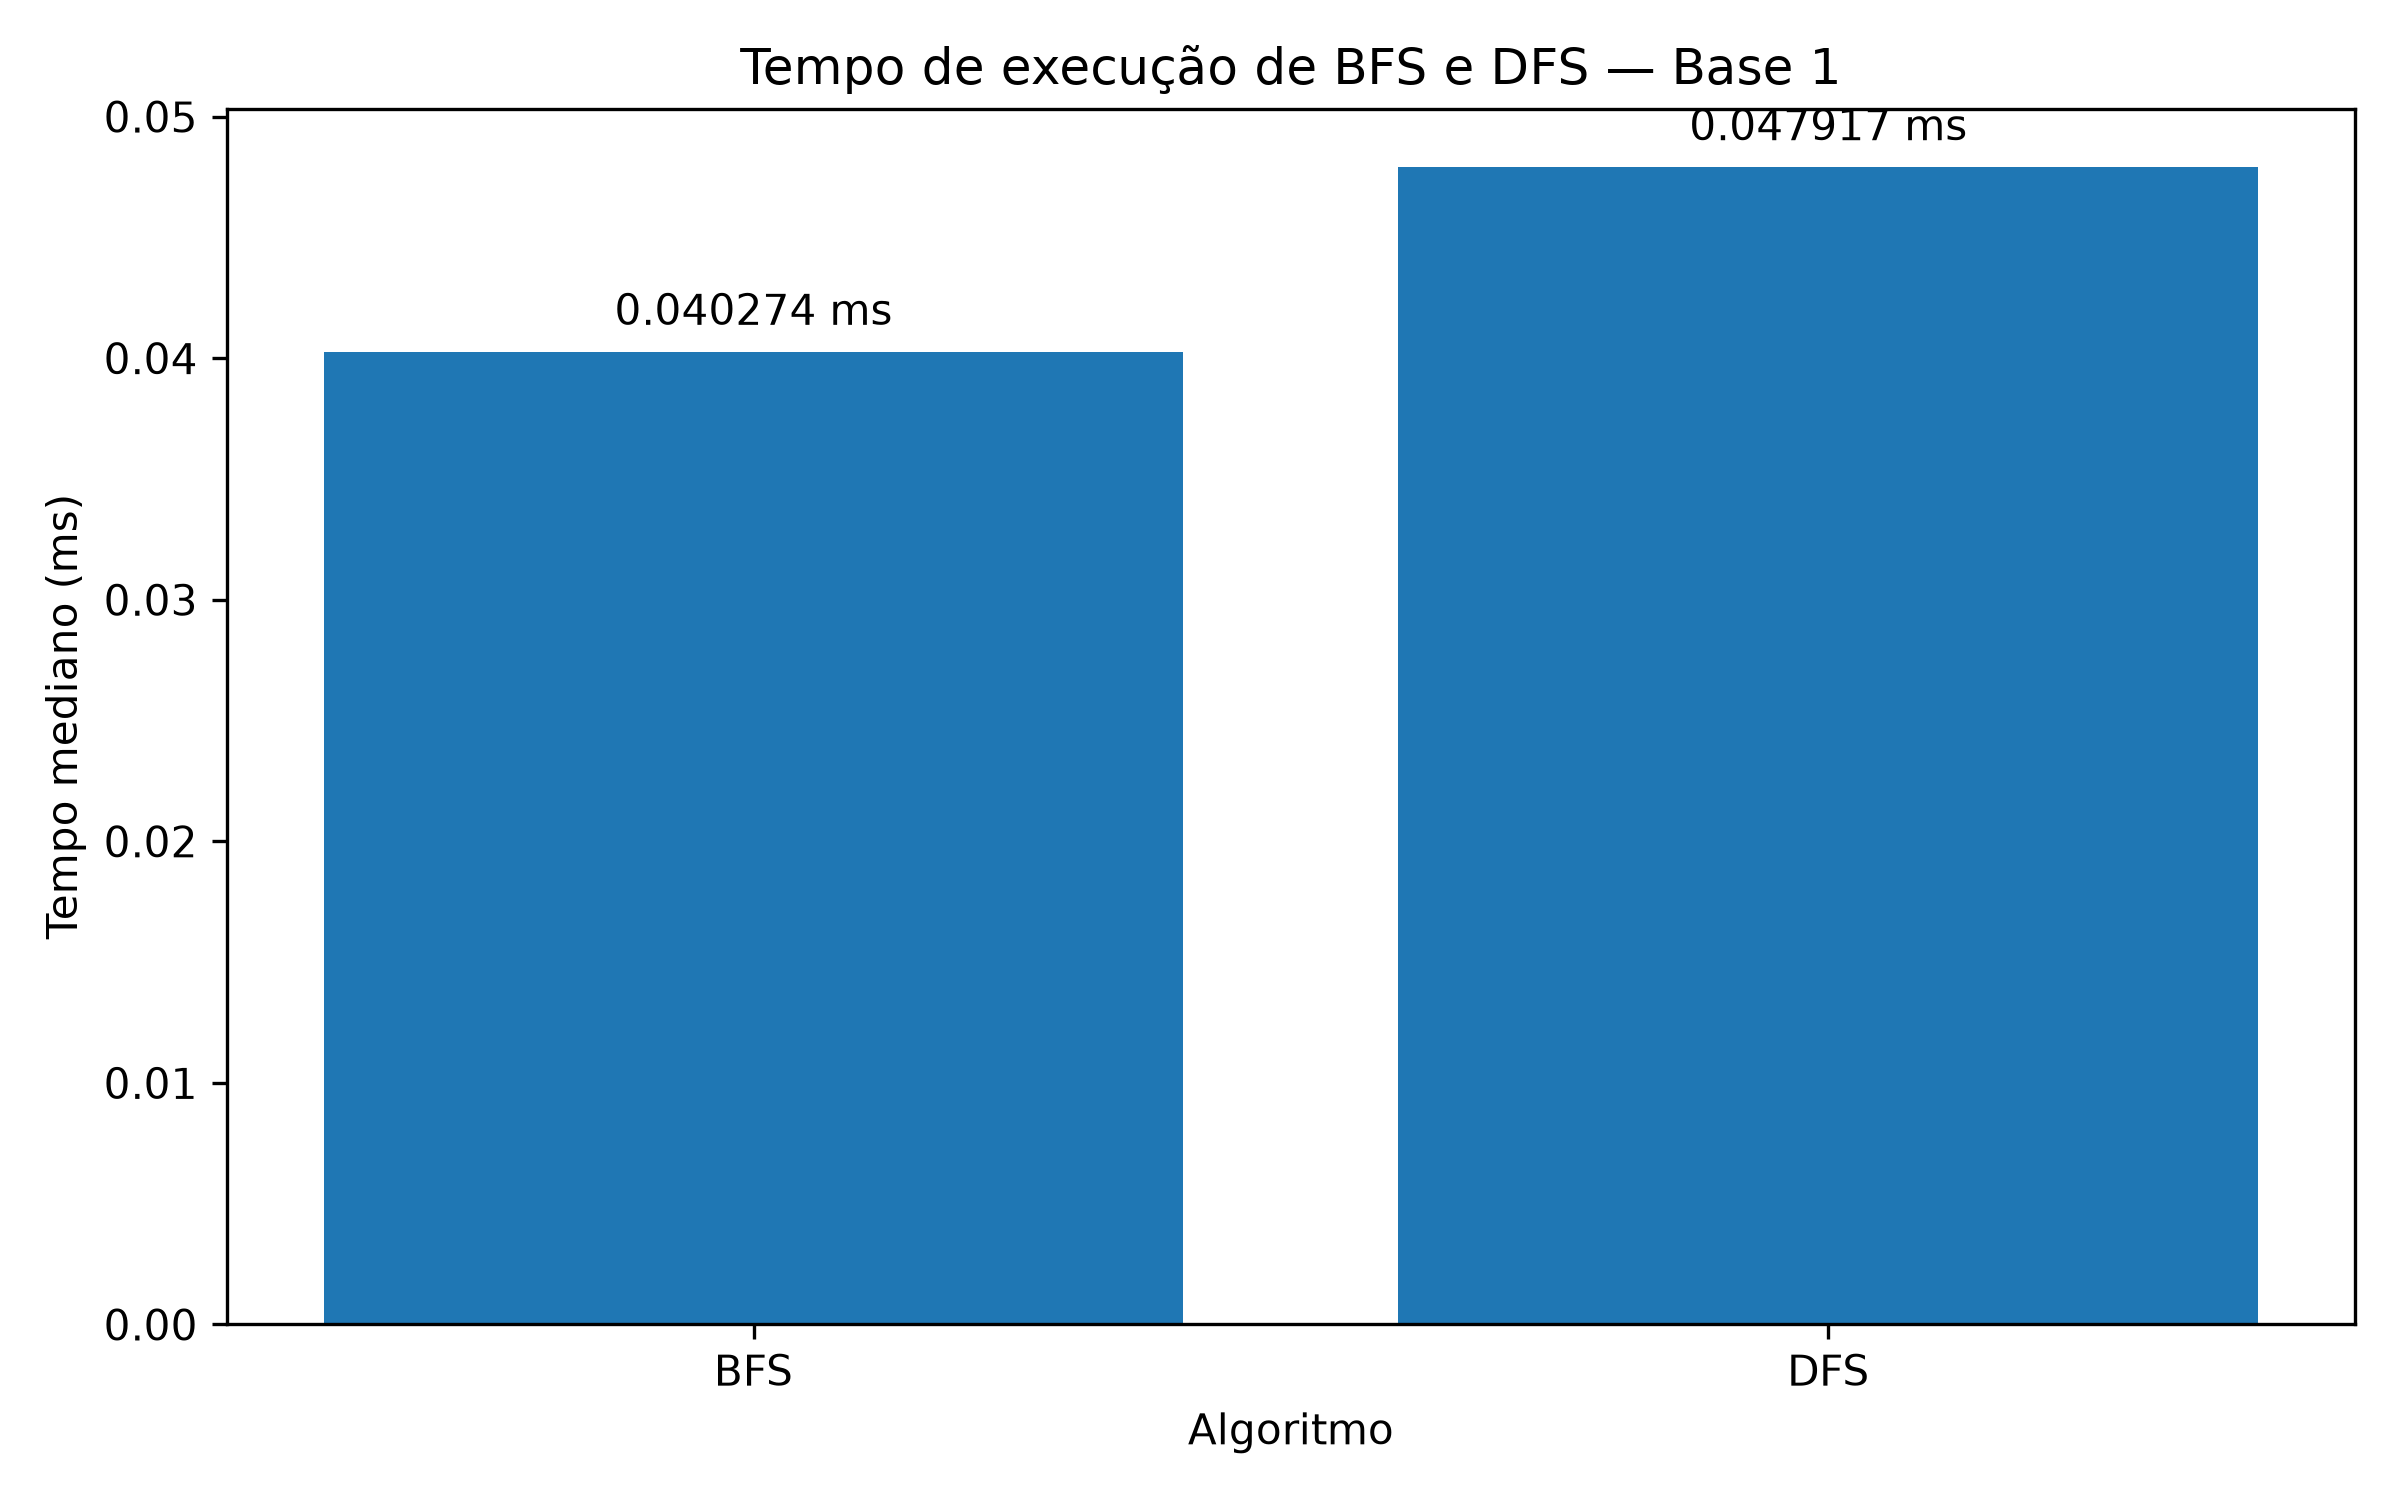 Tempo de execução de BFS e DFS — Base 1
0.05
0.04
0.03
0.02
0.01
0.00
Tempo mediano (ms)
0.040274 ms
0.047917 ms
BFS
DFS
Algoritmo